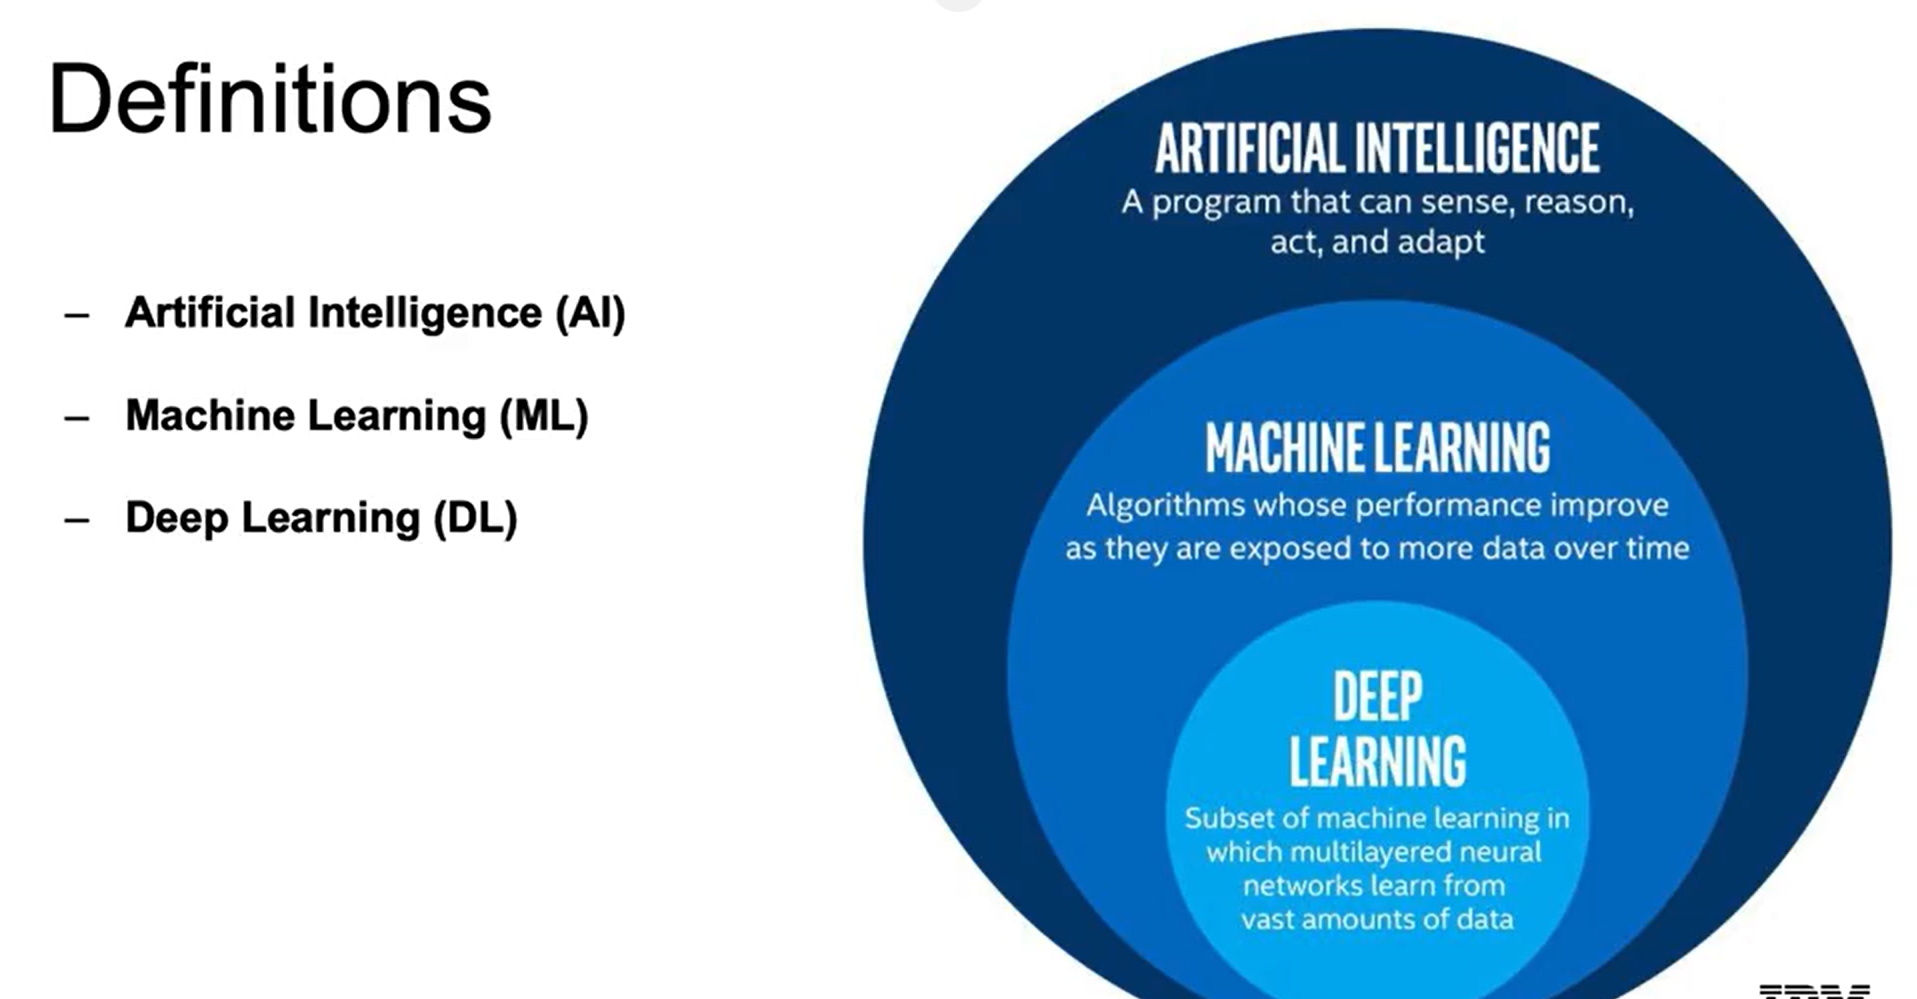 Definitions
– Artificial Intelligence (AI)
– Machine Learning (ML)
– Deep Learning (DL)
ARTIFICIAL INTELLIGENCE
A program that can sense, reason,
act, and adapt
MACHINE LEARNING
Algorithms whose performance improve
as they are exposed to more data over time
DEEP
LEARNING
Subset of machine learning in
which multilayered neural
networks learn from
vast amounts of data